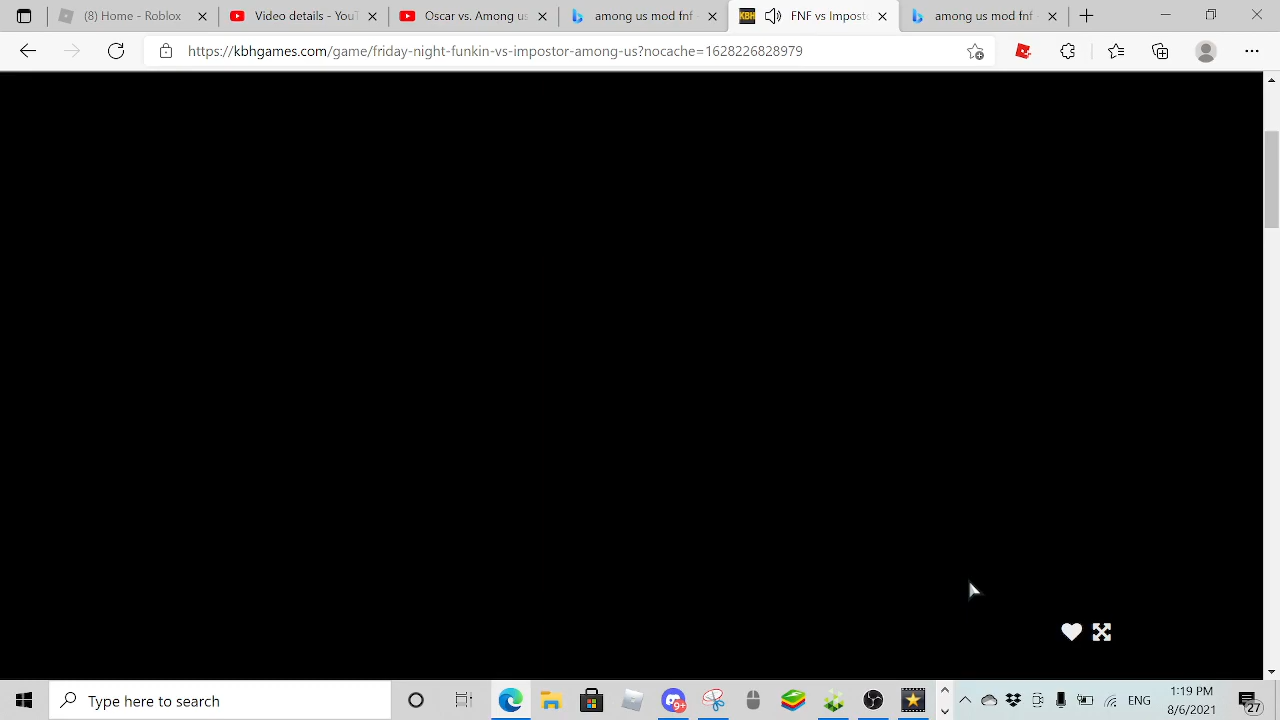 (8) Home - Roblox
Video details - YouT
Oscar vs Among us
among us mod fnf
KBH
FNF vs Impost
among us mod fnf -
https://kbhgames.com/game/friday-night-funkin-vs-impostor-among-us?nocache=1628226828979
Type here to search
9+
ENG
1:19 PM
8/6/2021
27